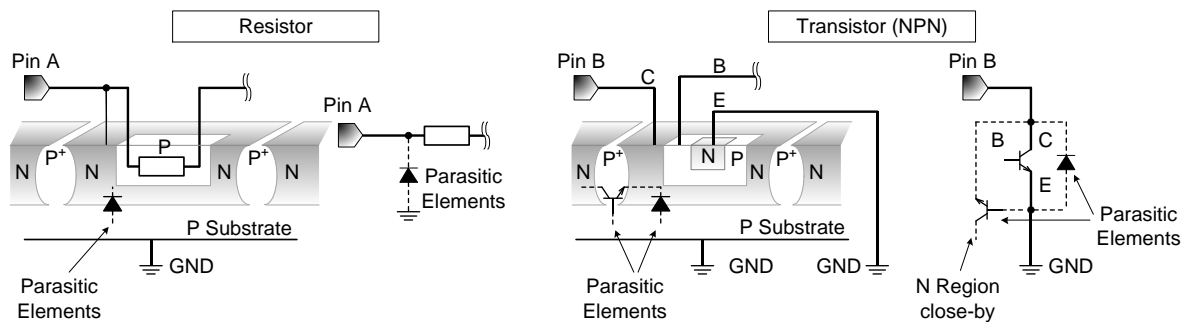 Resistor
Transistor (NPN)
Pin A
Pin B
C
B
E
Pin B
Pin A
N
P+
N
P
P+
N
N
P+
N
P
P+
N
N
B
C
E
Parasitic
Elements
P Substrate
GND
Parasitic
Elements
P Substrate
GND
GND
Parasitic
Elements
Parasitic
Elements
GND
N Region
close-by